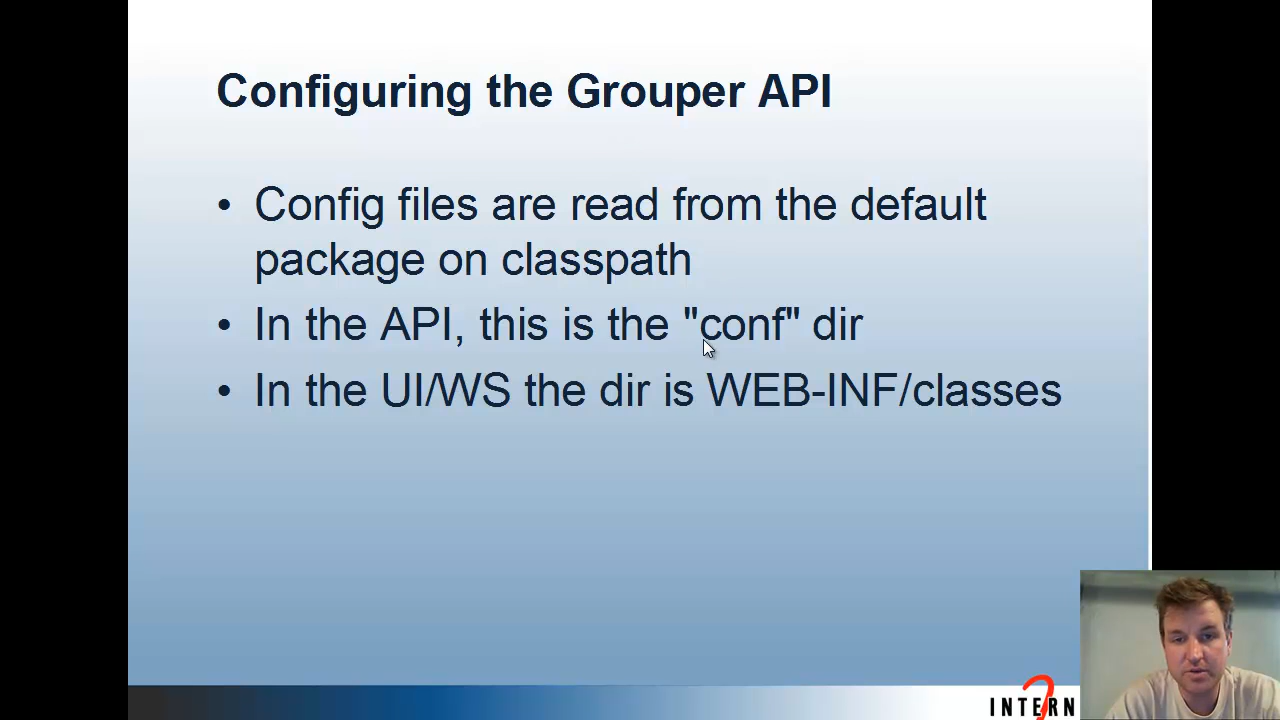 Configuring the Grouper API
• Config files are read from the default
package on classpath
• In the API, this is the "conf" dir
• In the UI/WS the dir is WEB-INF/classes
INTERN